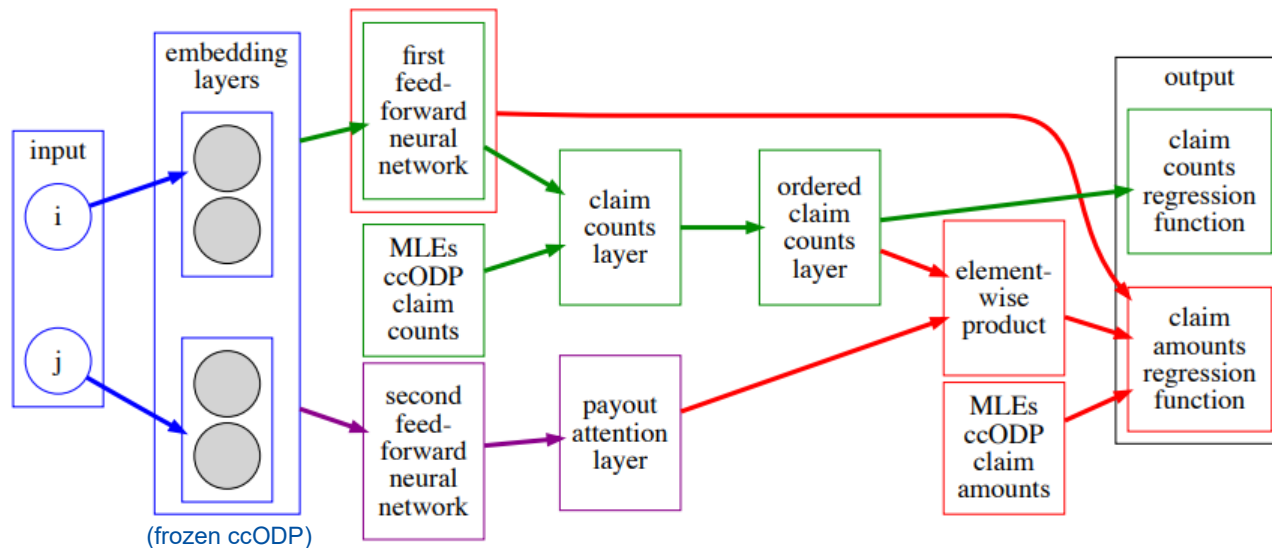 input
i
j
embedding
layers
(frozen ccODP)
first
feed-
forward
neural
network
MLEs
ccODP
claim
counts
second
feed-
forward
neural
network
claim
counts
layer
payout
attention
layer
ordered
claim
counts
layer
element-
wise
product
MLEs
ccODP
claim
amounts
output
claim
counts
regression
function
claim
amounts
regression
function